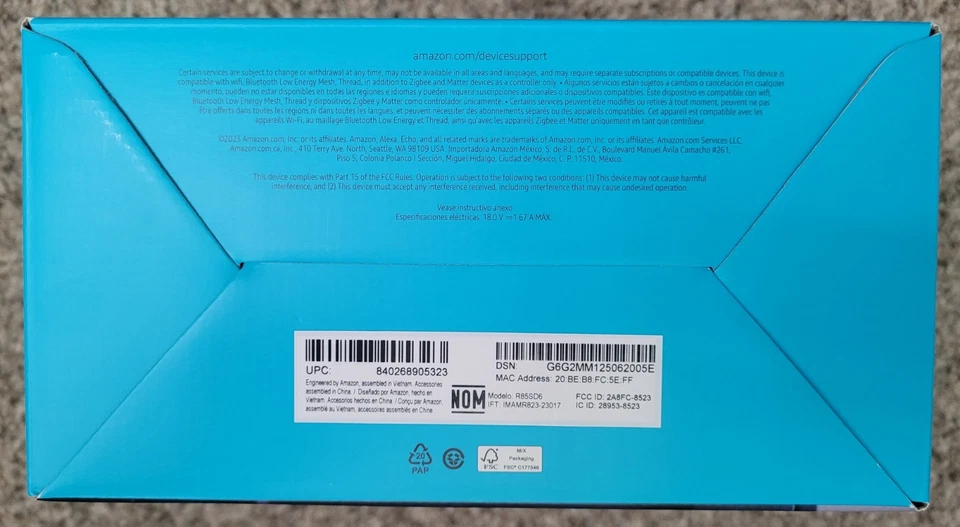 amazon.com/devicesupport
Certain services are subject to change or withdrawal at any time, may not be available in all areas and languages, and may require separate subscriptions or compatible devices. This device is
compatible with wifi, Bluetooth Low Energy Mesh, Thread, in addition to Zigbee and Matter devices as a controller only. • Algunos servicios están sujetos a cambios o cancelación en cualquier
momento, pueden no estar disponibles en todas las regiones e idiomas y pueden requerir suscripciones adicionales o dispositivos compatibles. Este dispositivo es compatible con wifi,
Bluetooth Low Energy Mesh, Thread y dispositivos Zigbee y Matter como controlador únicamente. • Certains services peuvent être modifiés ou retirés à tout moment, peuvent ne pas
être offerts dans toutes les régions ni dans toutes les langues, et peuvent nécessiter des abonnements séparés ou des appareils compatibles. Cet appareil est compatible avec les
appareils Wi-Fi, au maillage Bluetooth Low Energy et Thread, ainsi qu'avec les appareils Zigbee et Matter uniquement en tant que contrôleur.
©2023 Amazon.com, Inc. or its affiliates. Amazon, Alexa, Echo, and all related marks are trademarks of Amazon.com, Inc. or its affiliates. Amazon.com Services LLC,
Amazon.com.ca, Inc., 410 Terry Ave. North, Seattle, WA 98109 USA. Importadora Amazon México, S. de R.L. de C.V., Boulevard Manuel Ávila Camacho #261,
Piso 5, Colonia Polanco I Sección, Miguel Hidalgo, Ciudad de México, C. P. 11510, México.
This device complies with Part 15 of the FCC Rules. Operation is subject to the following two conditions: (1) This device may not cause harmful
interference, and (2) This device must accept any interference received, including interference that may cause undesired operation.
Vease instructivo anexo
Especificaciones eléctricas: 18.0 V ⎓1.67 A MÁX.
UPC: 840268905323
Engineered by Amazon, assembled in Vietnam. Accessories
assembled in China. / Diseñado por Amazon, hecho en
Vietnam. Accesorios hechos en China. / Conçu par Amazon,
assemblé au Vietnam, accessoires assemblés en Chine.
NOM
DSN G6G2MM125062005E
MAC Address: 20:BE:B8:FC:5E:FF
Modelo: R85SD6 FCC ID: 2A8FC-8523
IFT: IMAMR823-23017 IC ID: 28953-8523
20
PAP
FSC
MIX
Packaging
FSC® C177546